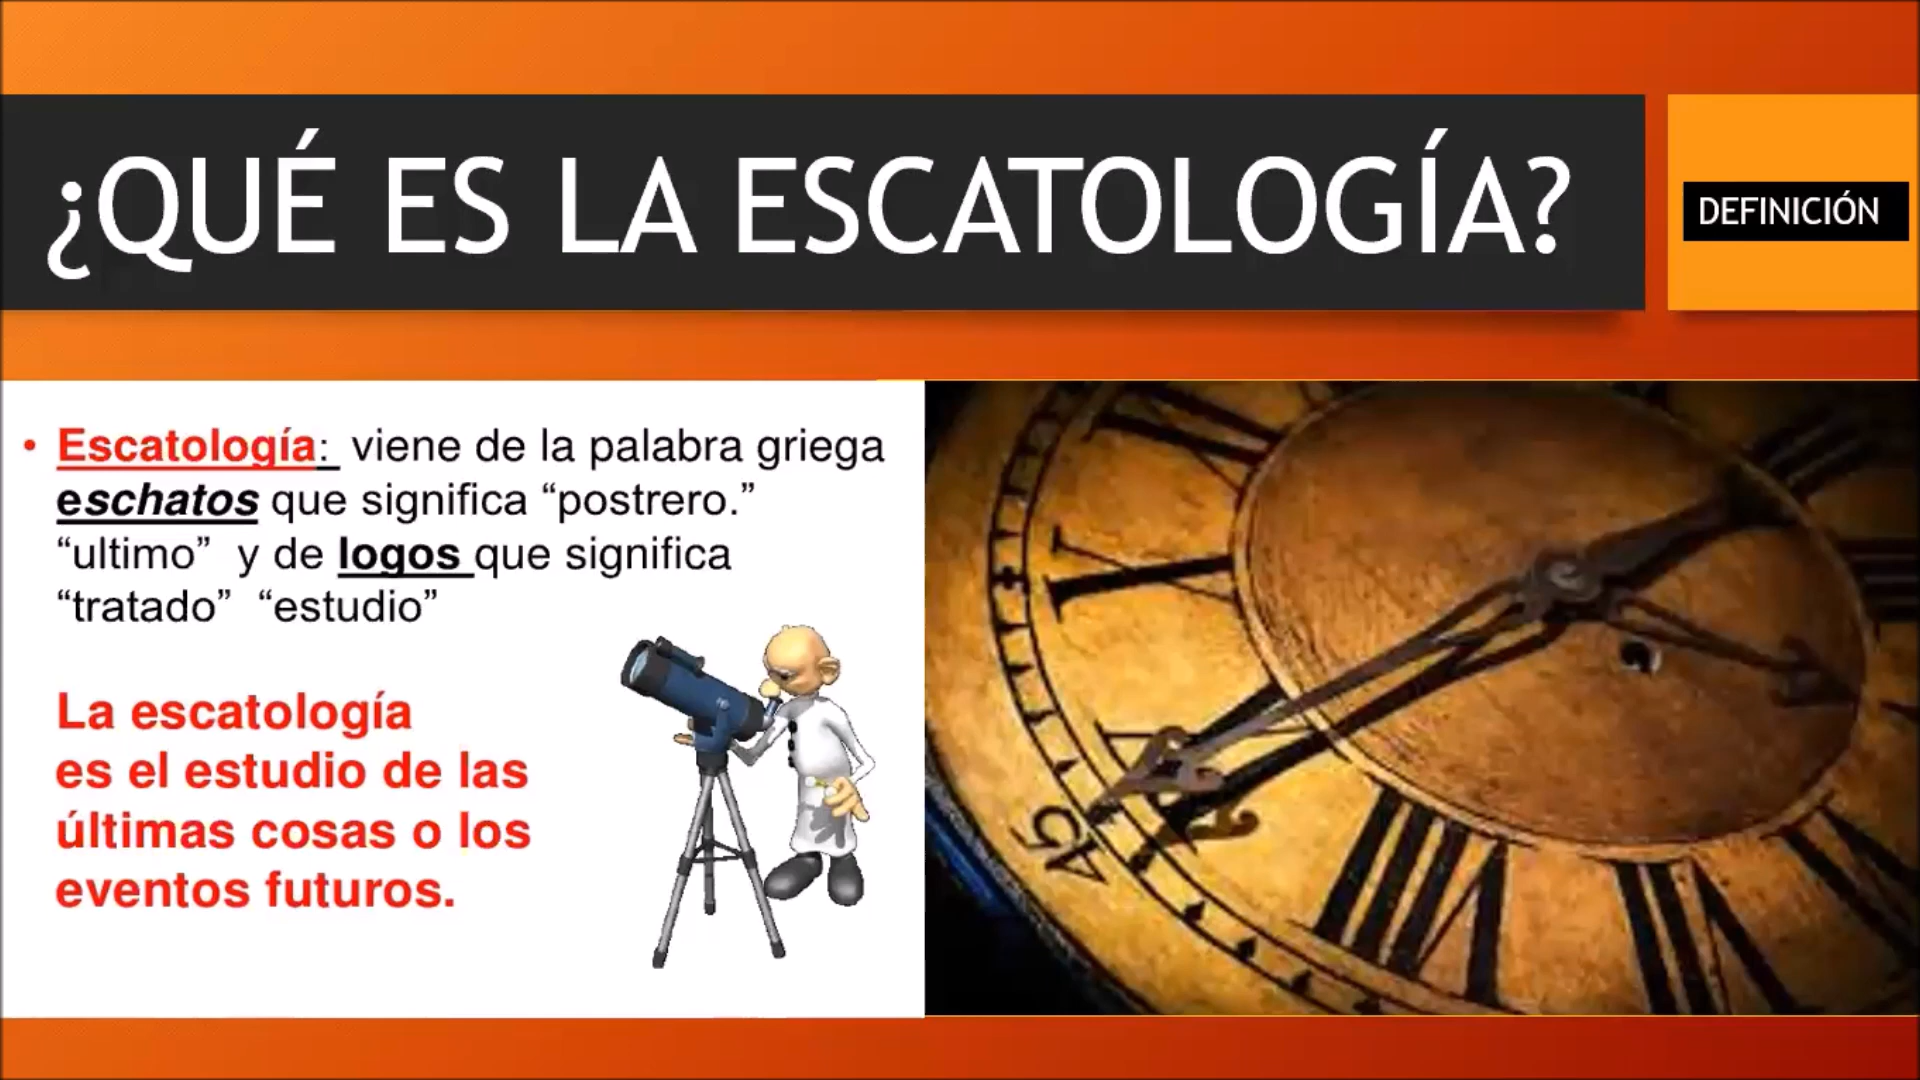 ¿QUÉ ES LA ESCATOLOGÍA?
DEFINICIÓN
• Escatología: viene de la palabra griega
eschatos que significa “postrero.”
“ultimo” y de logos que significa
“tratado” “estudio”
La escatología
es el estudio de las
últimas cosas o los
eventos futuros.
45